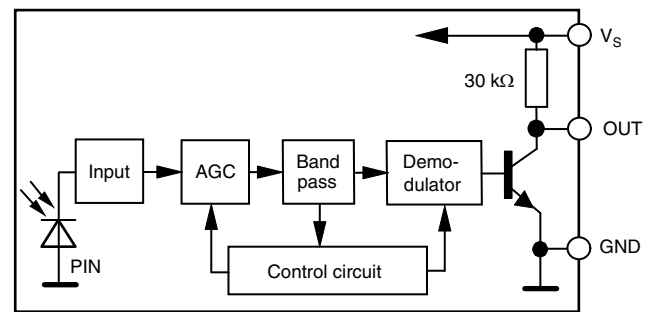 V_S
30 kΩ
OUT
Input
AGC
Band
pass
Demo-
dulator
GND
PIN
Control circuit